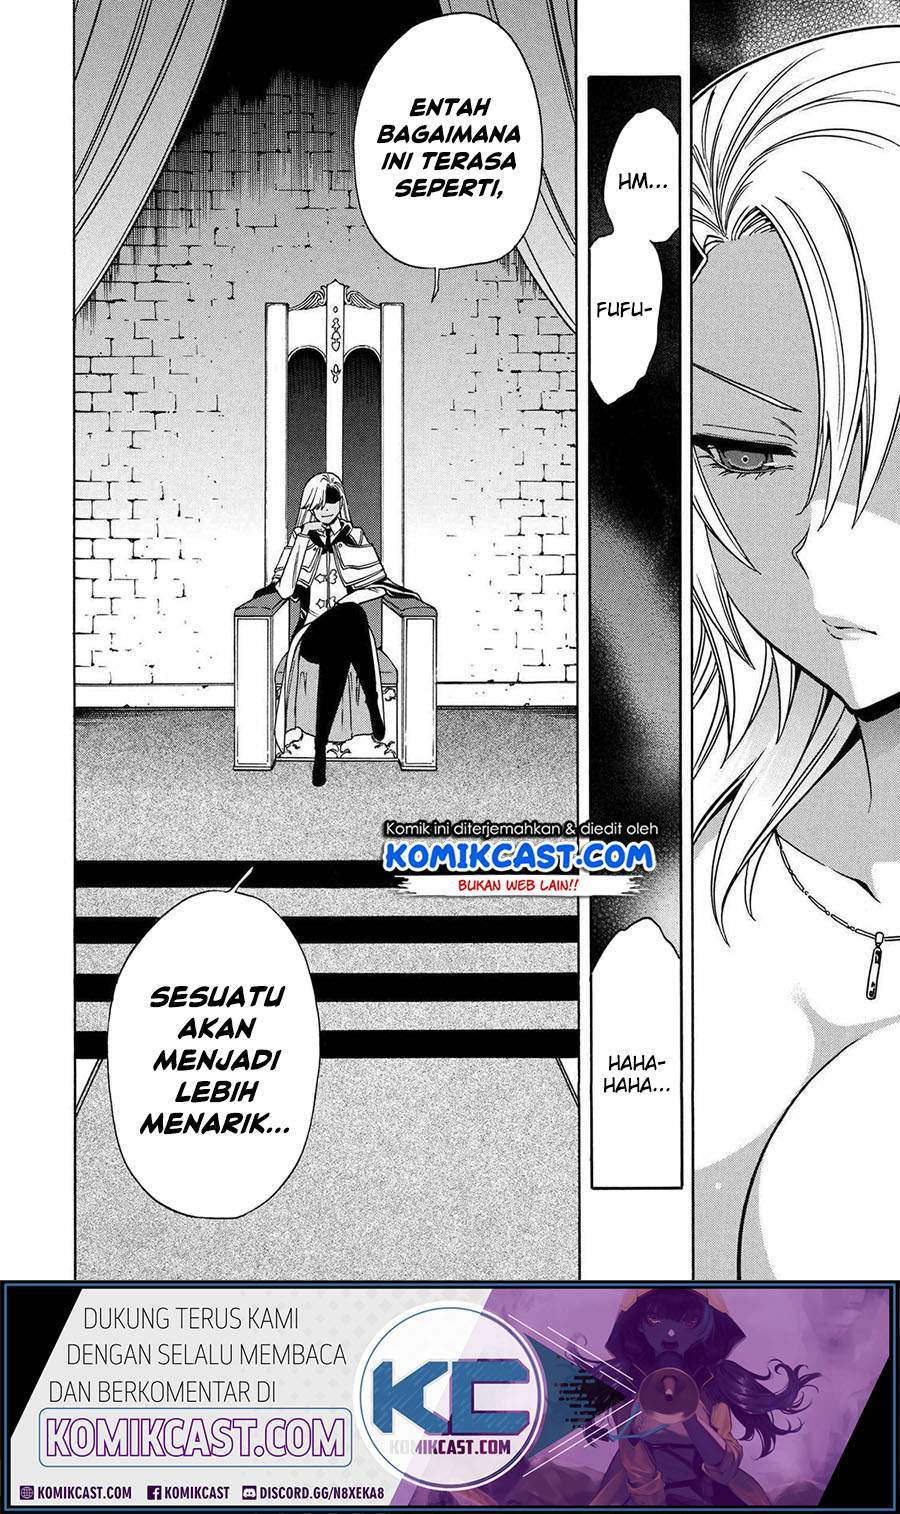 HM...
FUFU-
HAHA-
HAHA...
ENTAH
BAGAIMANA
INI TERASA
SEPERTI,
SESUATU
AKAN
MENJADI
LEBIH
MENARIK...
Komik ini diterjemahkan & diedit oleh
KOMIKCAST.COM
BUKAN WEB LAIN!!
DUKUNG TERUS KAMI
DENGAN SELALU MEMBACA
DAN BERKOMENTAR DI
KOMIKCAST.COM
KOMIKCAST.COM KOMIKCAST DISCORD.GG/N8XEKA8
KC
KOMIKCAST.COM